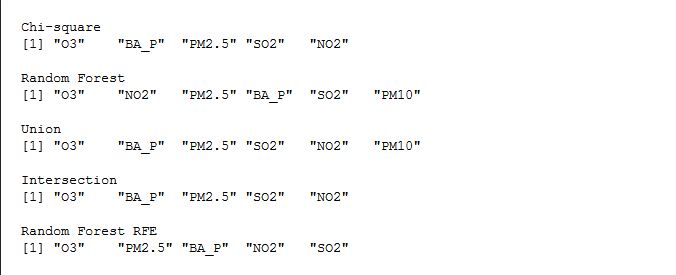 Chi-square
[1] "O3" "BA_P" "PM2.5" "SO2" "NO2"
Random Forest
[1] "O3" "NO2" "PM2.5" "BA_P" "SO2" "PM10"
Union
[1] "O3" "BA_P" "PM2.5" "SO2" "NO2" "PM10"
Intersection
[1] "O3" "BA_P" "PM2.5" "SO2" "NO2"
Random Forest RFE
[1] "O3" "PM2.5" "BA_P" "NO2" "SO2"